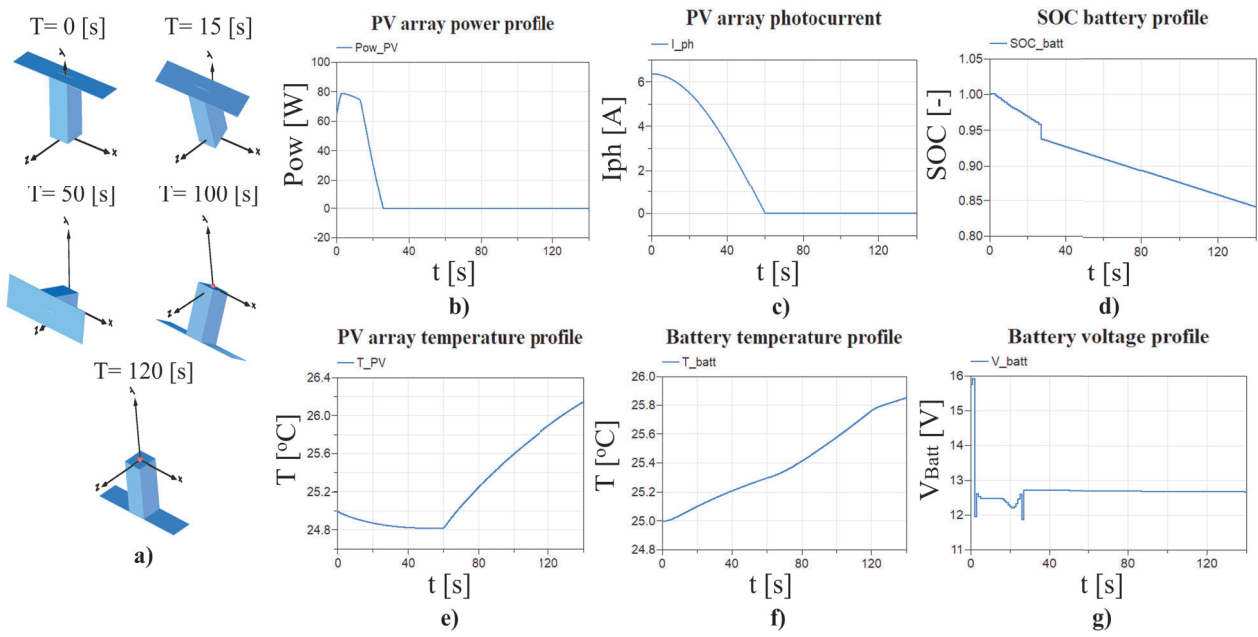 T= 0 [s]
T= 15 [s]
Y
Y
z
x
z
x
T= 50 [s]
T= 100 [s]
Y
Y
z
x
z
x
T= 120 [s]
Y
z
x
a)
PV array power profile
Pow_PV
Pow [W]
100
80
60
40
20
0
-20
0
40
80
120
t [s]
b)
PV array photocurrent
I_ph
Iph [A]
6
4
2
0
0
40
80
120
t [s]
c)
SOC battery profile
SOC_batt
SOC [-]
1.05
1.00
0.95
0.90
0.85
0.80
0
40
80
120
t [s]
d)
PV array temperature profile
T_PV
T [°C]
26.4
26.0
25.6
25.2
24.8
0
40
80
120
t [s]
e)
Battery temperature profile
T_batt
T [°C]
26.0
25.8
25.6
25.4
25.2
25.0
24.8
0
40
80
120
t [s]
f)
Battery voltage profile
V_batt
VBatt [V]
16
15
14
13
12
11
0
40
80
120
t [s]
g)